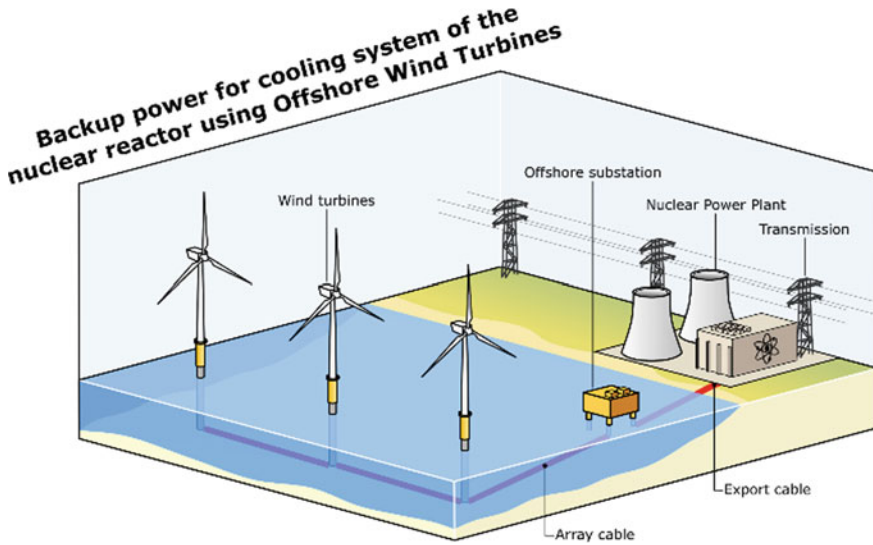 Backup power for cooling system of the
nuclear reactor using Offshore Wind Turbines
Offshore substation
Wind turbines
Nuclear Power Plant
Transmission
Export cable
Array cable